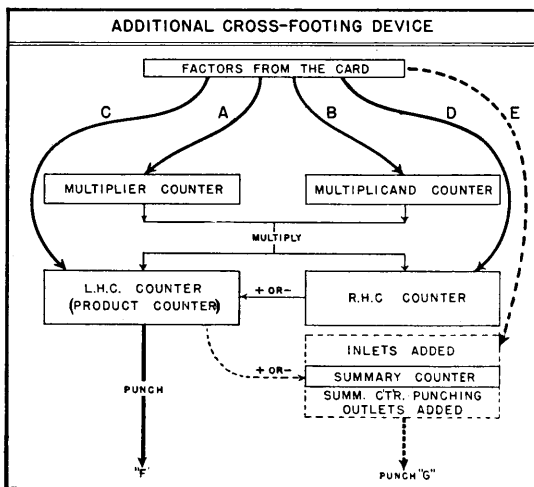 ADDITIONAL CROSS-FOOTING DEVICE
FACTORS FROM THE CARD
C
A
B
D
E
MULTIPLIER COUNTER
MULTIPLICAND COUNTER
MULTIPLY
L.H.C. COUNTER
(PRODUCT COUNTER)
+ OR -
R.H.C COUNTER
INLETS ADDED
+ OR -
SUMMARY COUNTER
SUMM. CTR. PUNCHING
OUTLETS ADDED
PUNCH
"F"
PUNCH "G"